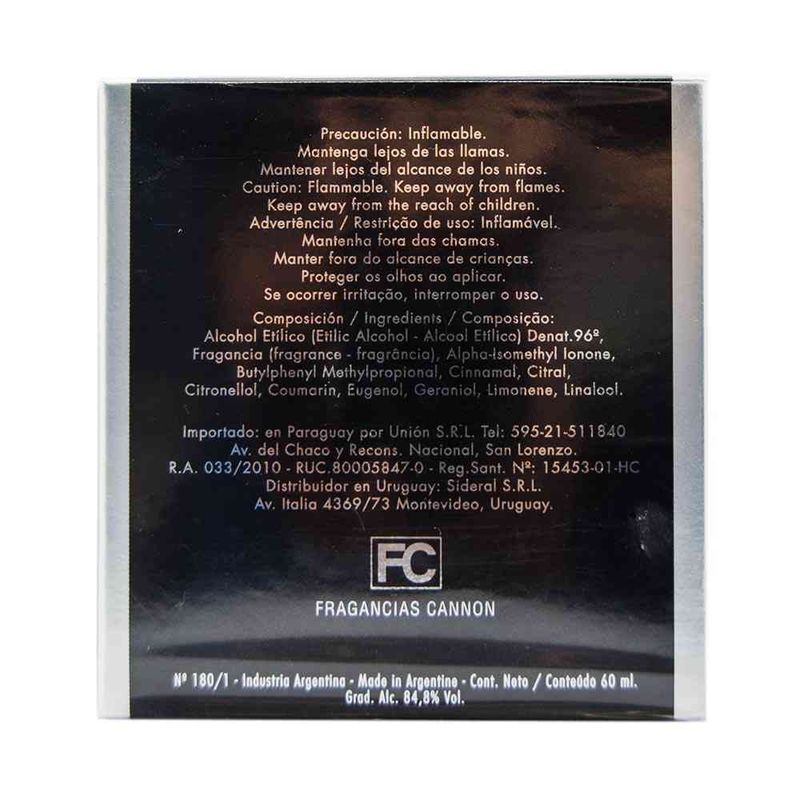 Precaución: Inflamable.
Mantenga lejos de las llamas.
Mantener lejos del alcance de los niños.
Caution: Flammable. Keep away from flames.
Keep away from the reach of children.
Advertência / Restrição de uso: Inflamável.
Mantenha fora das chamas.
Manter fora do alcance de crianças.
Proteger os olhos ao aplicar.
Se ocorrer irritação, interromper o uso.
Composición / Ingredients / Composição:
Alcohol Etílico (Etilic Alcohol - Alcool Etílico) Denat.96º,
Fragancia (fragrance - fragrância), Alpha-Isomethyl Ionone,
Butylphenyl Methylpropional, Cinnamal, Citral,
Citronellol, Coumarin, Eugenol, Geraniol, Limonene, Linalool.
Importado: en Paraguay por Unión S.R.L. Tel: 595-21-511840
Av. del Chaco y Recons. Nacional, San Lorenzo.
R.A. 033/2010 - RUC.80005847-0 - Reg.Sant. Nº: 15453-01-HC
Distribuidor en Uruguay: Sideral S.R.L.
Av. Italia 4369/73 Montevideo, Uruguay.
FC
FRAGANCIAS CANNON
Nº 180/1 - Industria Argentina - Made in Argentine - Cont. Neto / Conteúdo 60 ml.
Grad. Alc. 84,8% Vol.